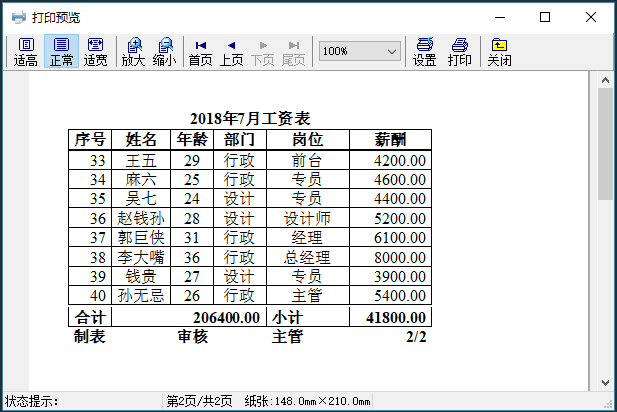 打印预览
适高 正常 适宽 放大 缩小 首页 上页 下页 尾页 100% 设置 打印 关闭
2018年7月工资表
序号 姓名 年龄 部门 岗位 薪酬
33 王五 29 行政 前台 4200.00
34 麻六 25 行政 专员 4600.00
35 吴七 24 设计 专员 4400.00
36 赵钱孙 28 设计 设计师 5200.00
37 郭巨侠 31 行政 经理 6100.00
38 李大嘴 36 行政 总经理 8000.00
39 钱贵 27 设计 专员 3900.00
40 孙无忌 26 行政 主管 5400.00
合计 206400.00 小计 41800.00
制表 审核 主管 2/2
状态提示: 第2页/共2页 纸张:148.0mm×210.0mm